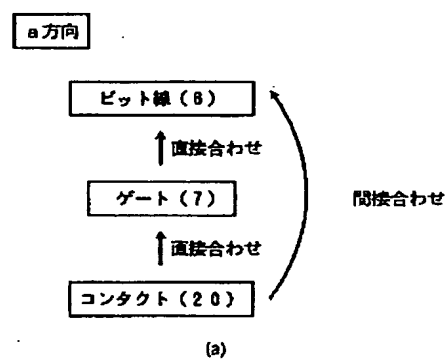 a方向
ビット線(6)
直接合わせ
ゲート(7)
間接合わせ
直接合わせ
コンタクト(20)
(a)